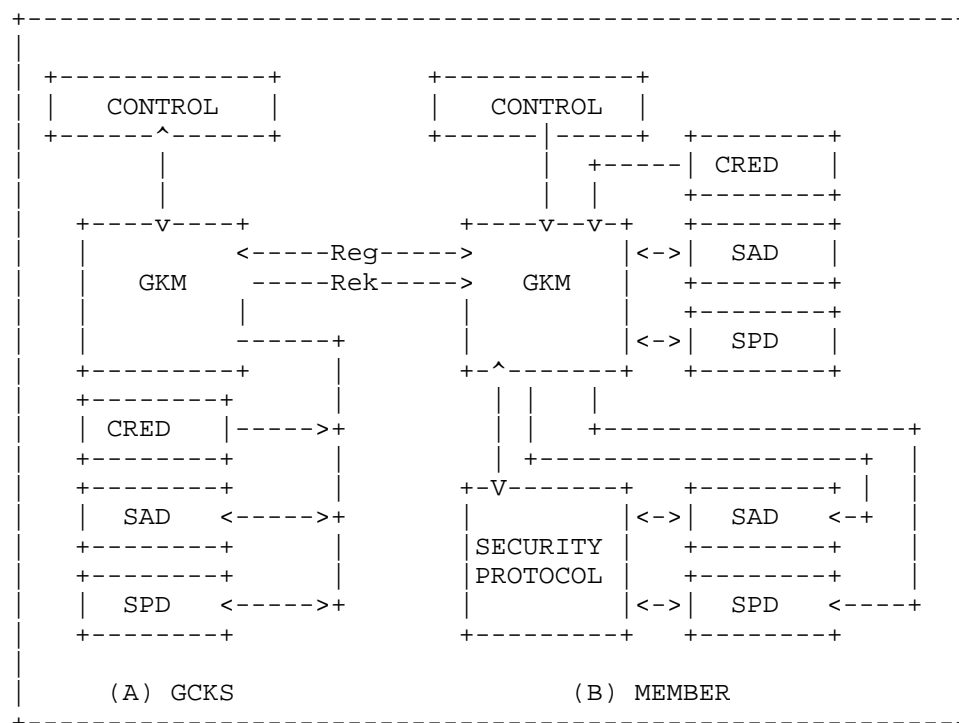 CONTROL CONTROL
CRED
Reg SAD
GKM Rek GKM
SPD
CRED
SAD SAD
SECURITY
PROTOCOL
SPD SPD
(A) GCKS (B) MEMBER